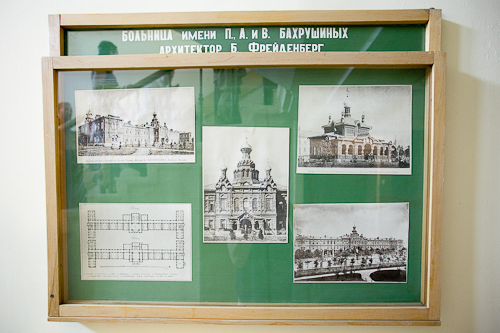 БОЛЬНИЦА ИМЕНИ П., А. И В. БАХРУШИНЫХ
АРХИТЕКТОР Б. ФРЕЙДЕНБЕРГ